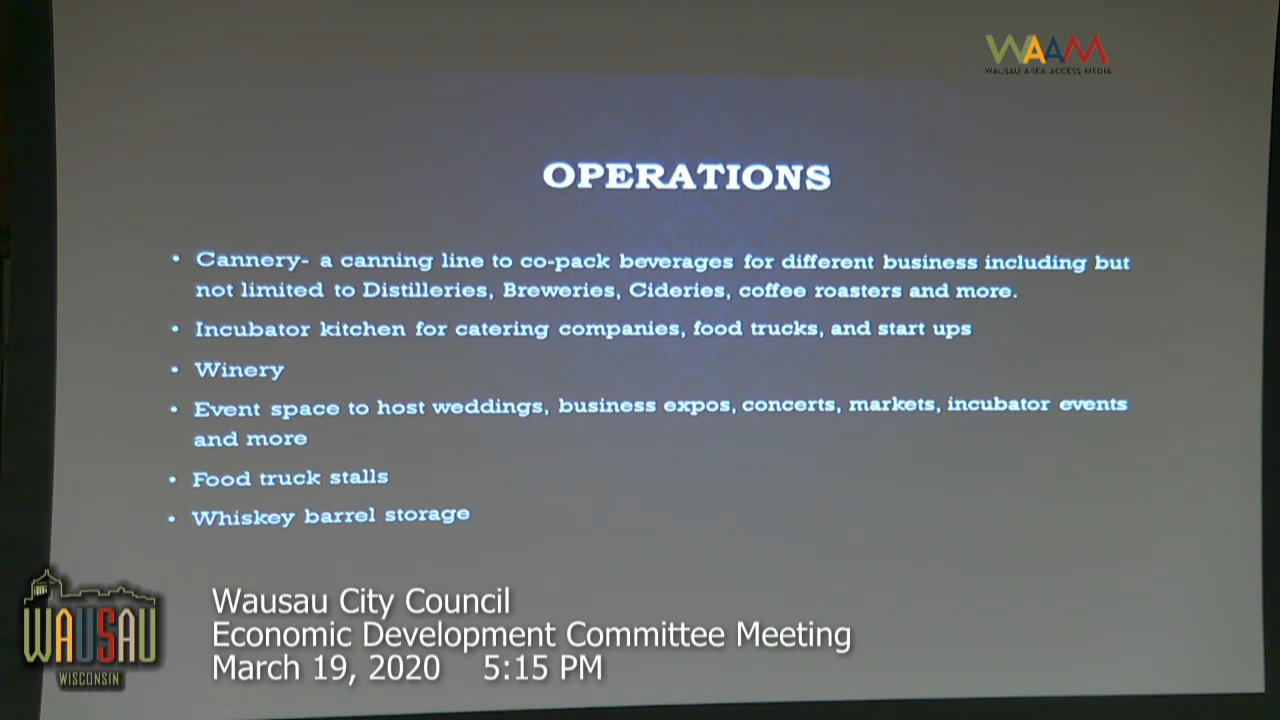 WAAM
WAUSAU AREA ACCESS MEDIA
OPERATIONS
• Cannery- a canning line to co-pack beverages for different business including but
not limited to Distilleries, Breweries, Cideries, coffee roasters and more.
• Incubator kitchen for catering companies, food trucks, and start ups
• Winery
• Event space to host weddings, business expos, concerts, markets, incubator events
and more
• Food truck stalls
• Whiskey barrel storage
WAUSAU
WISCONSIN
Wausau City Council
Economic Development Committee Meeting
March 19, 2020 5:15 PM